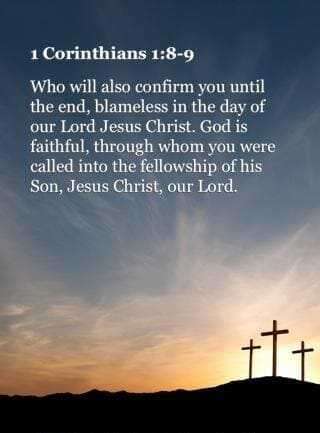 1 Corinthians 1:8-9
Who will also confirm you until
the end, blameless in the day of
our Lord Jesus Christ. God is
faithful, through whom you were
called into the fellowship of his
Son, Jesus Christ, our Lord.